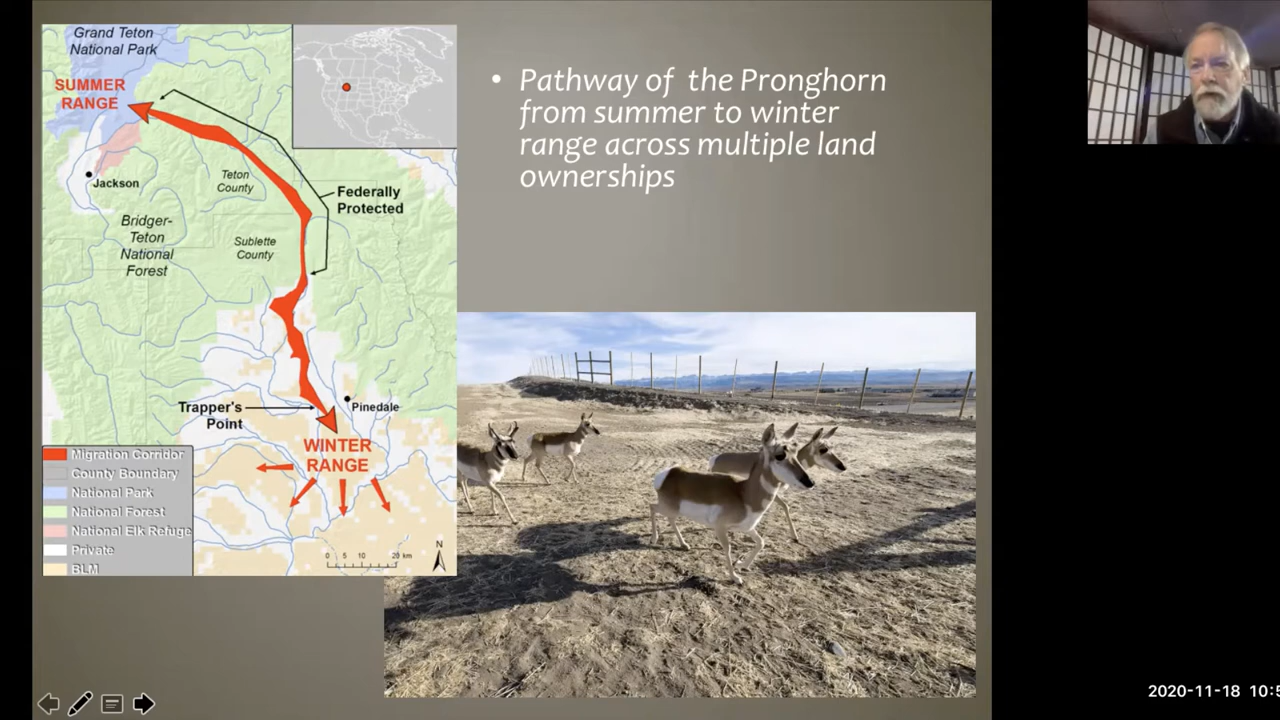 Grand Teton
National Park
SUMMER
RANGE
Jackson
Teton
County
Federally
Protected
Bridger-
Teton
National
Forest
Sublette
County
Trapper's
Point
Pinedale
WINTER
RANGE
Migration Corridor
County Boundary
National Park
National Forest
National Elk Refuge
Private
BLM
N
0 5 10 20 km
• Pathway of the Pronghorn
from summer to winter
range across multiple land
ownerships
2020-11-18 10:5